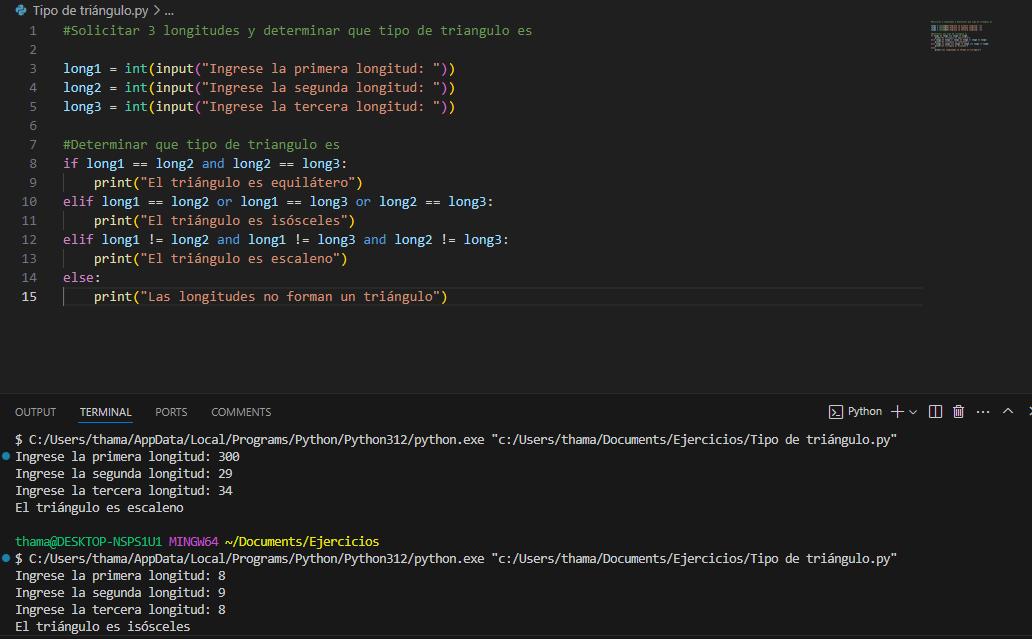 Tipo de triángulo.py > ...
1 #Solicitar 3 longitudes y determinar que tipo de triangulo es
2
3 long1 = int(input("Ingrese la primera longitud: "))
4 long2 = int(input("Ingrese la segunda longitud: "))
5 long3 = int(input("Ingrese la tercera longitud: "))
6
7 #Determinar que tipo de triangulo es
8 if long1 == long2 and long2 == long3:
9     print("El triángulo es equilátero")
10 elif long1 == long2 or long1 == long3 or long2 == long3:
11     print("El triángulo es isósceles")
12 elif long1 != long2 and long1 != long3 and long2 != long3:
13     print("El triángulo es escaleno")
14 else:
15     print("Las longitudes no forman un triángulo")
OUTPUT TERMINAL PORTS COMMENTS Python
$ C:/Users/thama/AppData/Local/Programs/Python/Python312/python.exe "c:/Users/thama/Documents/Ejercicios/Tipo de triángulo.py"
Ingrese la primera longitud: 300
Ingrese la segunda longitud: 29
Ingrese la tercera longitud: 34
El triángulo es escaleno
thama@DESKTOP-NSPS1U1 MINGW64 ~/Documents/Ejercicios
$ C:/Users/thama/AppData/Local/Programs/Python/Python312/python.exe "c:/Users/thama/Documents/Ejercicios/Tipo de triángulo.py"
Ingrese la primera longitud: 8
Ingrese la segunda longitud: 9
Ingrese la tercera longitud: 8
El triángulo es isósceles